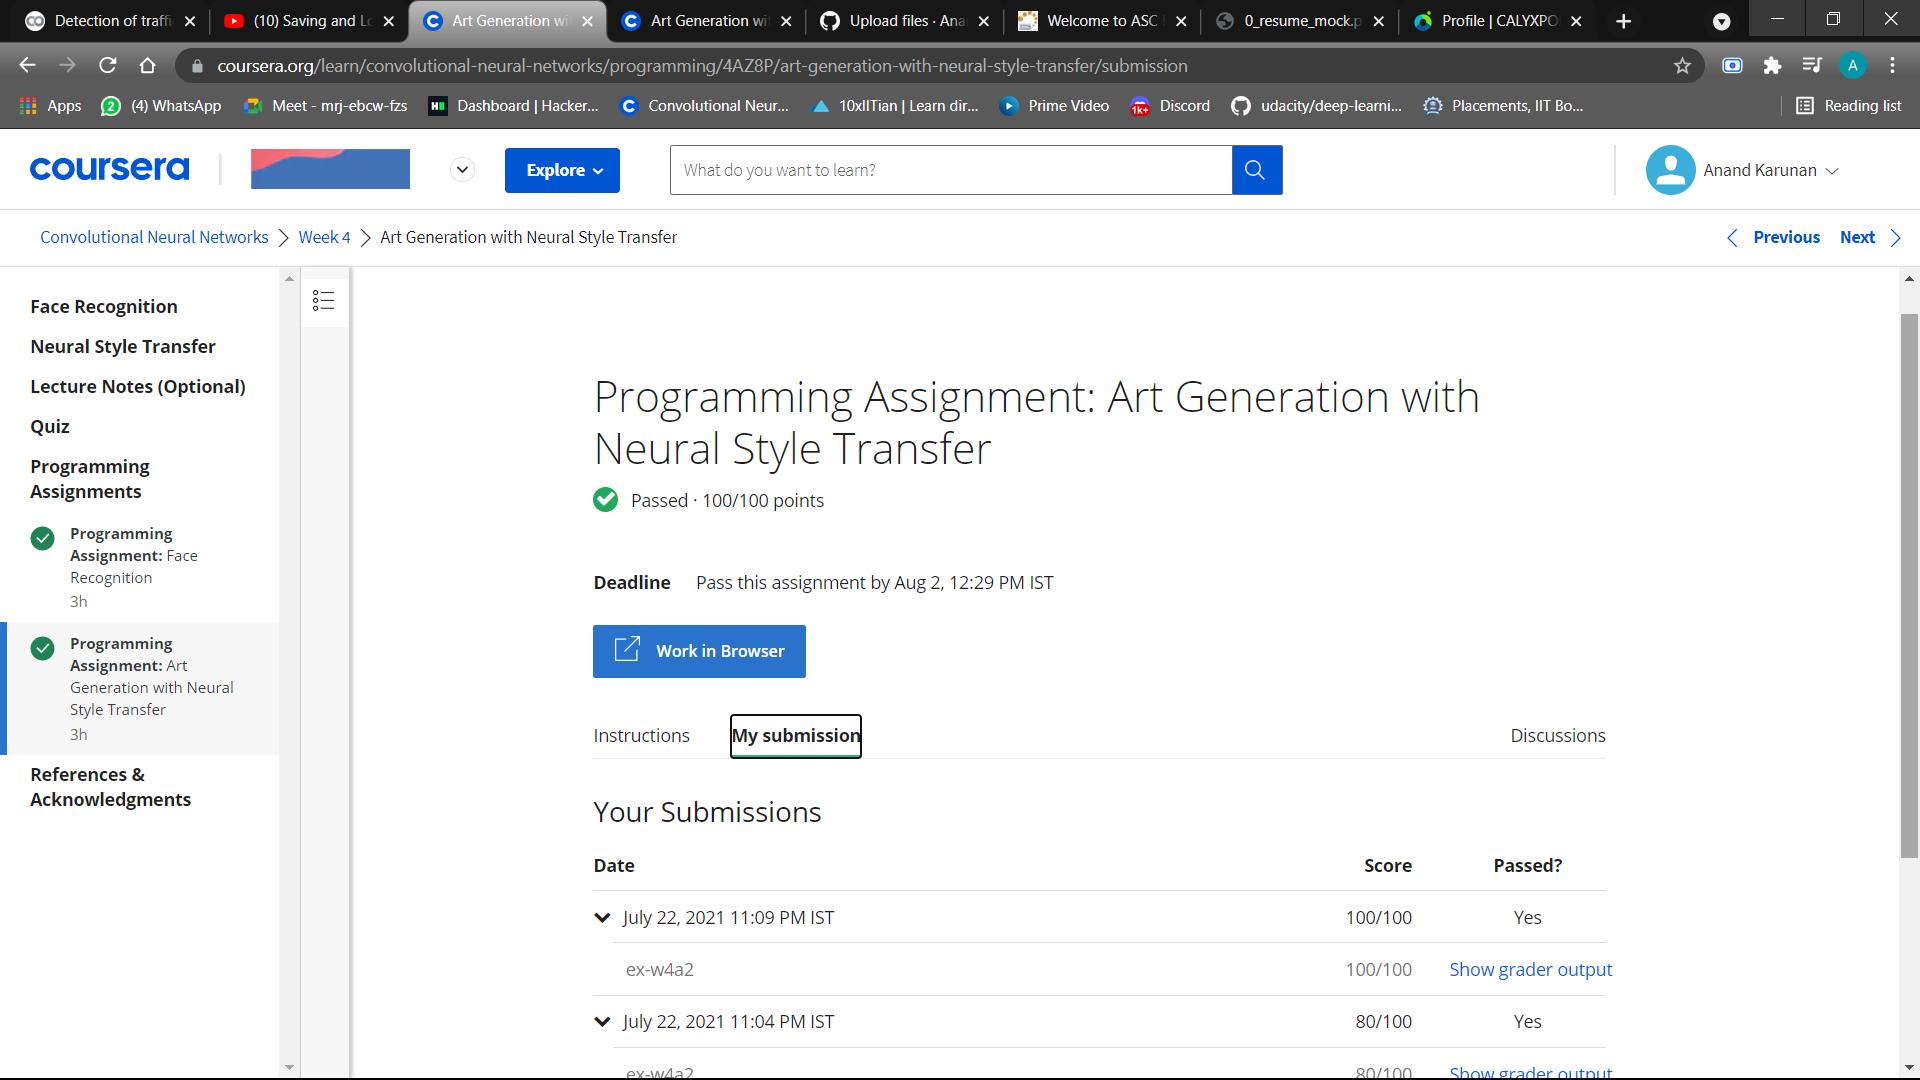 Detection of traffi
(10) Saving and Lo
Art Generation wi
Art Generation wi
Upload files · Ana
Welcome to ASC
0_resume_mock.p
Profile | CALYXPO
coursera.org/learn/convolutional-neural-networks/programming/4AZ8P/art-generation-with-neural-style-transfer/submission
A
Apps
2
(4) WhatsApp
Meet - mrj-ebcw-fzs
Dashboard | Hacker...
C
Convolutional Neur...
10xIITian | Learn dir...
Prime Video
1k+
Discord
udacity/deep-learni...
Placements, IIT Bo...
Reading list
coursera
Explore
What do you want to learn?
Anand Karunan
Convolutional Neural Networks
Week 4
Art Generation with Neural Style Transfer
Previous
Next
Face Recognition
Neural Style Transfer
Lecture Notes (Optional)
Quiz
Programming
Assignments
Programming
Assignment: Face
Recognition
3h
Programming
Assignment: Art
Generation with Neural
Style Transfer
3h
References &
Acknowledgments
Programming Assignment: Art Generation with
Neural Style Transfer
Passed · 100/100 points
Deadline Pass this assignment by Aug 2, 12:29 PM IST
Work in Browser
Instructions
My submission
Discussions
Your Submissions
Date Score Passed?
July 22, 2021 11:09 PM IST 100/100 Yes
ex-w4a2 100/100 Show grader output
July 22, 2021 11:04 PM IST 80/100 Yes
ex-w4a2 80/100 Show grader output